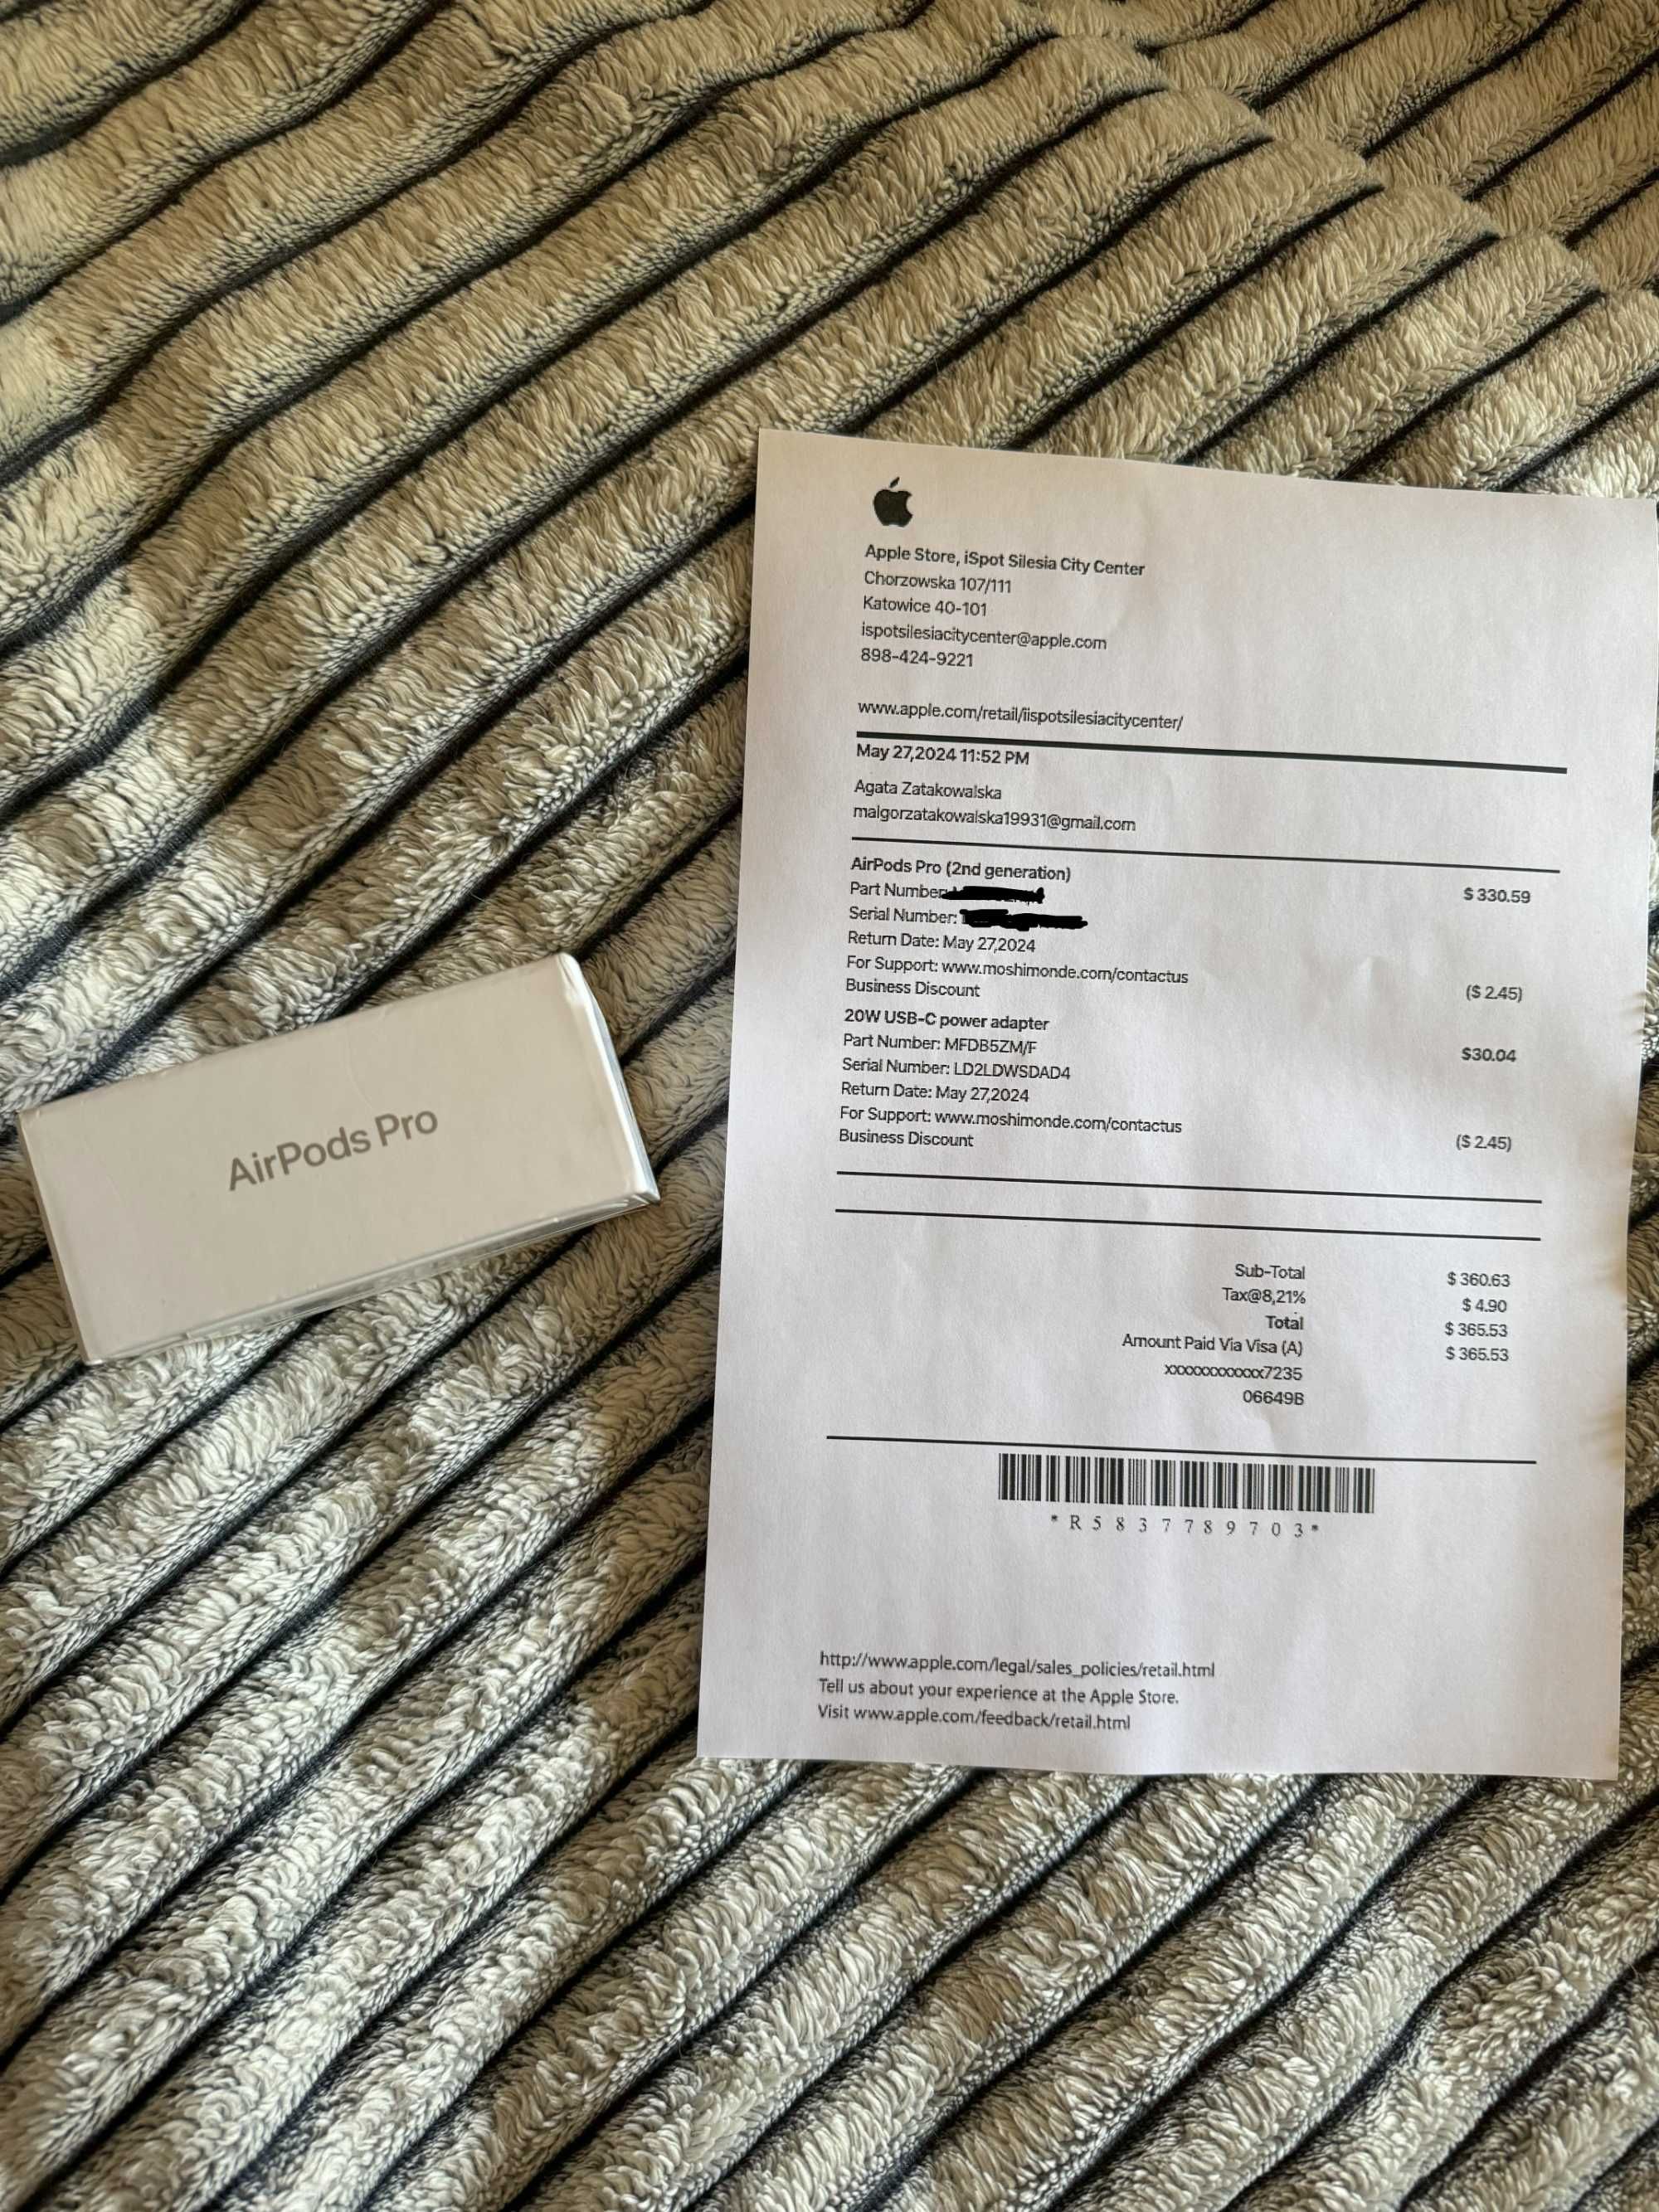 AirPods Pro
Apple Store, iSpot Silesia City Center
Chorzowska 107/111
Katowice 40-101
ispotsilesiacitycenter@apple.com
898-424-9221
www.apple.com/retail/iispotsilesiacitycenter/
May 27,2024 11:52 PM
Agata Zatakowalska
malgorzatakowalska19931@gmail.com
AirPods Pro (2nd generation) $ 330.59
Part Number:
Serial Number:
Return Date: May 27,2024
For Support: www.moshimonde.com/contactus
Business Discount ($ 2.45)
20W USB-C power adapter
Part Number: MFDB5ZM/F $30.04
Serial Number: LD2LDWSDAD4
Return Date: May 27,2024
For Support: www.moshimonde.com/contactus
Business Discount ($ 2.45)
Sub-Total $ 360.63
Tax@8,21% $ 4.90
Total $ 365.53
Amount Paid Via Visa (A) $ 365.53
xxxxxxxxxxxx7235
06649B
*R5837789703*
http://www.apple.com/legal/sales_policies/retail.html
Tell us about your experience at the Apple Store.
Visit www.apple.com/feedback/retail.html